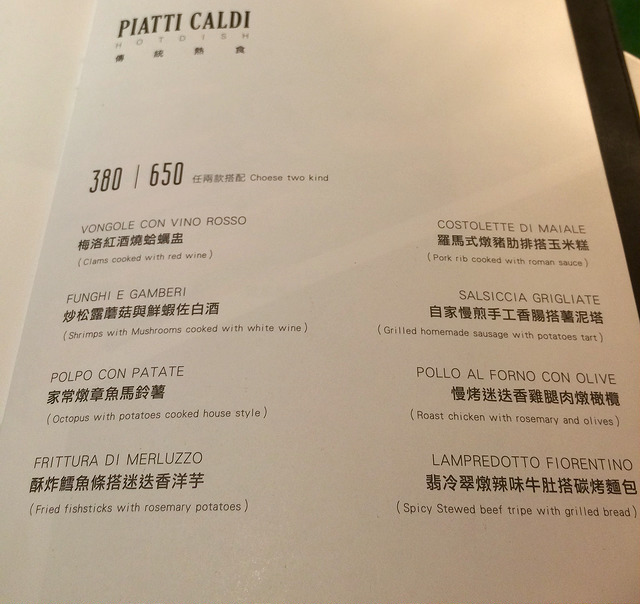 PIATTI CALDI
HOTDISH
傳統熱食
380 | 650 任兩款搭配 Choese two kind
VONGOLE CON VINO ROSSO
梅洛紅酒燒蛤蠣盅
(Clams cooked with red wine)
FUNGHI E GAMBERI
炒松露蘑菇與鮮蝦佐白酒
(Shrimps with Mushrooms cooked with white wine)
POLPO CON PATATE
家常燉章魚馬鈴薯
(Octopus with potatoes cooked house style)
FRITTURA DI MERLUZZO
酥炸鱈魚條搭迷迭香洋芋
(Fried fishsticks with rosemary potatoes)
COSTOLETTE DI MAIALE
羅馬式燉豬肋排搭玉米糕
(Pork rib cooked with roman sauce)
SALSICCIA GRIGLIATE
自家慢煎手工香腸搭薯泥塔
(Grilled homemade sausage with potatoes tart)
POLLO AL FORNO CON OLIVE
慢烤迷迭香雞腿肉燉橄欖
(Roast chicken with rosemary and olives)
LAMPREDOTTO FIORENTINO
翡冷翠燉辣味牛肚搭碳烤麵包
(Spicy Stewed beef tripe with grilled bread)